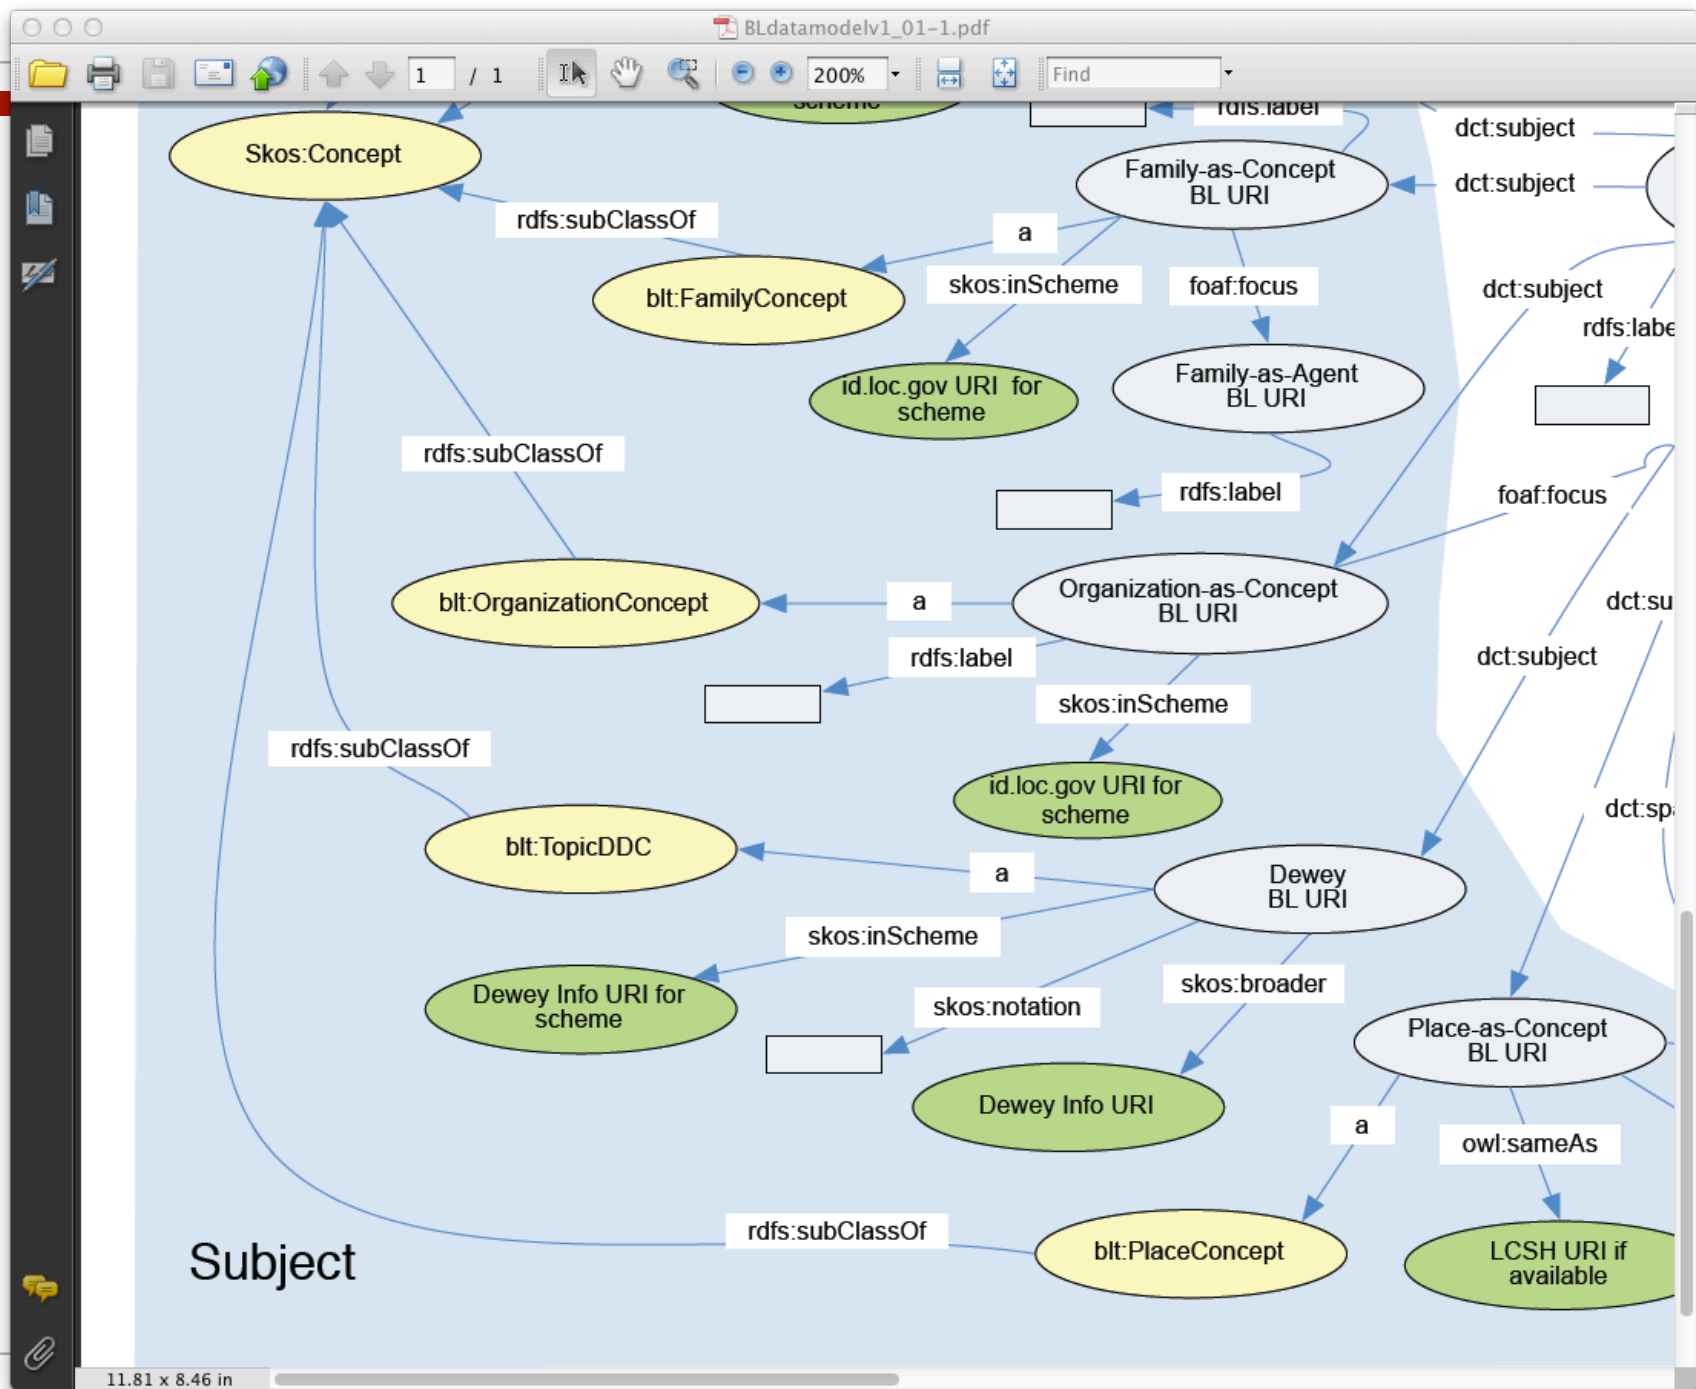 BLdatamodelv1_01-1.pdf
1 / 1
200%
Find
scheme
rdfs:label
dct:subject
Skos:Concept
Family-as-Concept
BL URI
dct:subject
rdfs:subClassOf
a
blt:FamilyConcept
skos:inScheme
foaf:focus
dct:subject
rdfs:labe
id.loc.gov URI for
scheme
Family-as-Agent
BL URI
rdfs:subClassOf
rdfs:label
foaf:focus
blt:OrganizationConcept
a
Organization-as-Concept
BL URI
dct:su
rdfs:label
dct:subject
skos:inScheme
rdfs:subClassOf
id.loc.gov URI for
scheme
dct:spa
blt:TopicDDC
a
Dewey
BL URI
skos:inScheme
Dewey Info URI for
scheme
skos:notation
skos:broader
Place-as-Concept
BL URI
Dewey Info URI
a
owl:sameAs
rdfs:subClassOf
blt:PlaceConcept
LCSH URI if
available
Subject
11.81 x 8.46 in